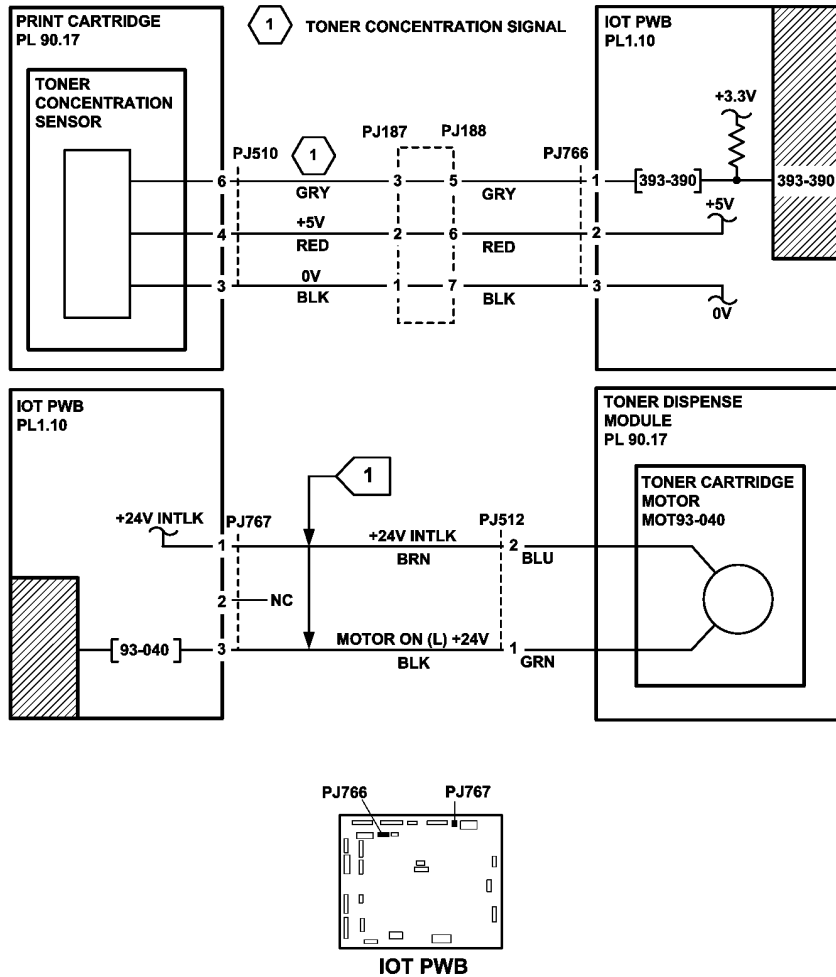 PRINT CARTRIDGE
PL 90.17
1 TONER CONCENTRATION SIGNAL
IOT PWB
PL1.10
TONER
CONCENTRATION
SENSOR
+3.3V
PJ510
1
PJ187
PJ188
PJ766
6
GRY
3
5
GRY
1
393-390
393-390
4
+5V
RED
2
6
RED
2
+5V
3
0V
BLK
1
7
BLK
3
0V
IOT PWB
PL1.10
TONER DISPENSE
MODULE
PL 90.17
1
TONER CARTRIDGE
MOTOR
MOT93-040
+24V INTLK
PJ767
PJ512
1
+24V INTLK
BRN
2
BLU
2
NC
93-040
3
MOTOR ON (L) +24V
BLK
1
GRN
PJ766
PJ767
IOT PWB